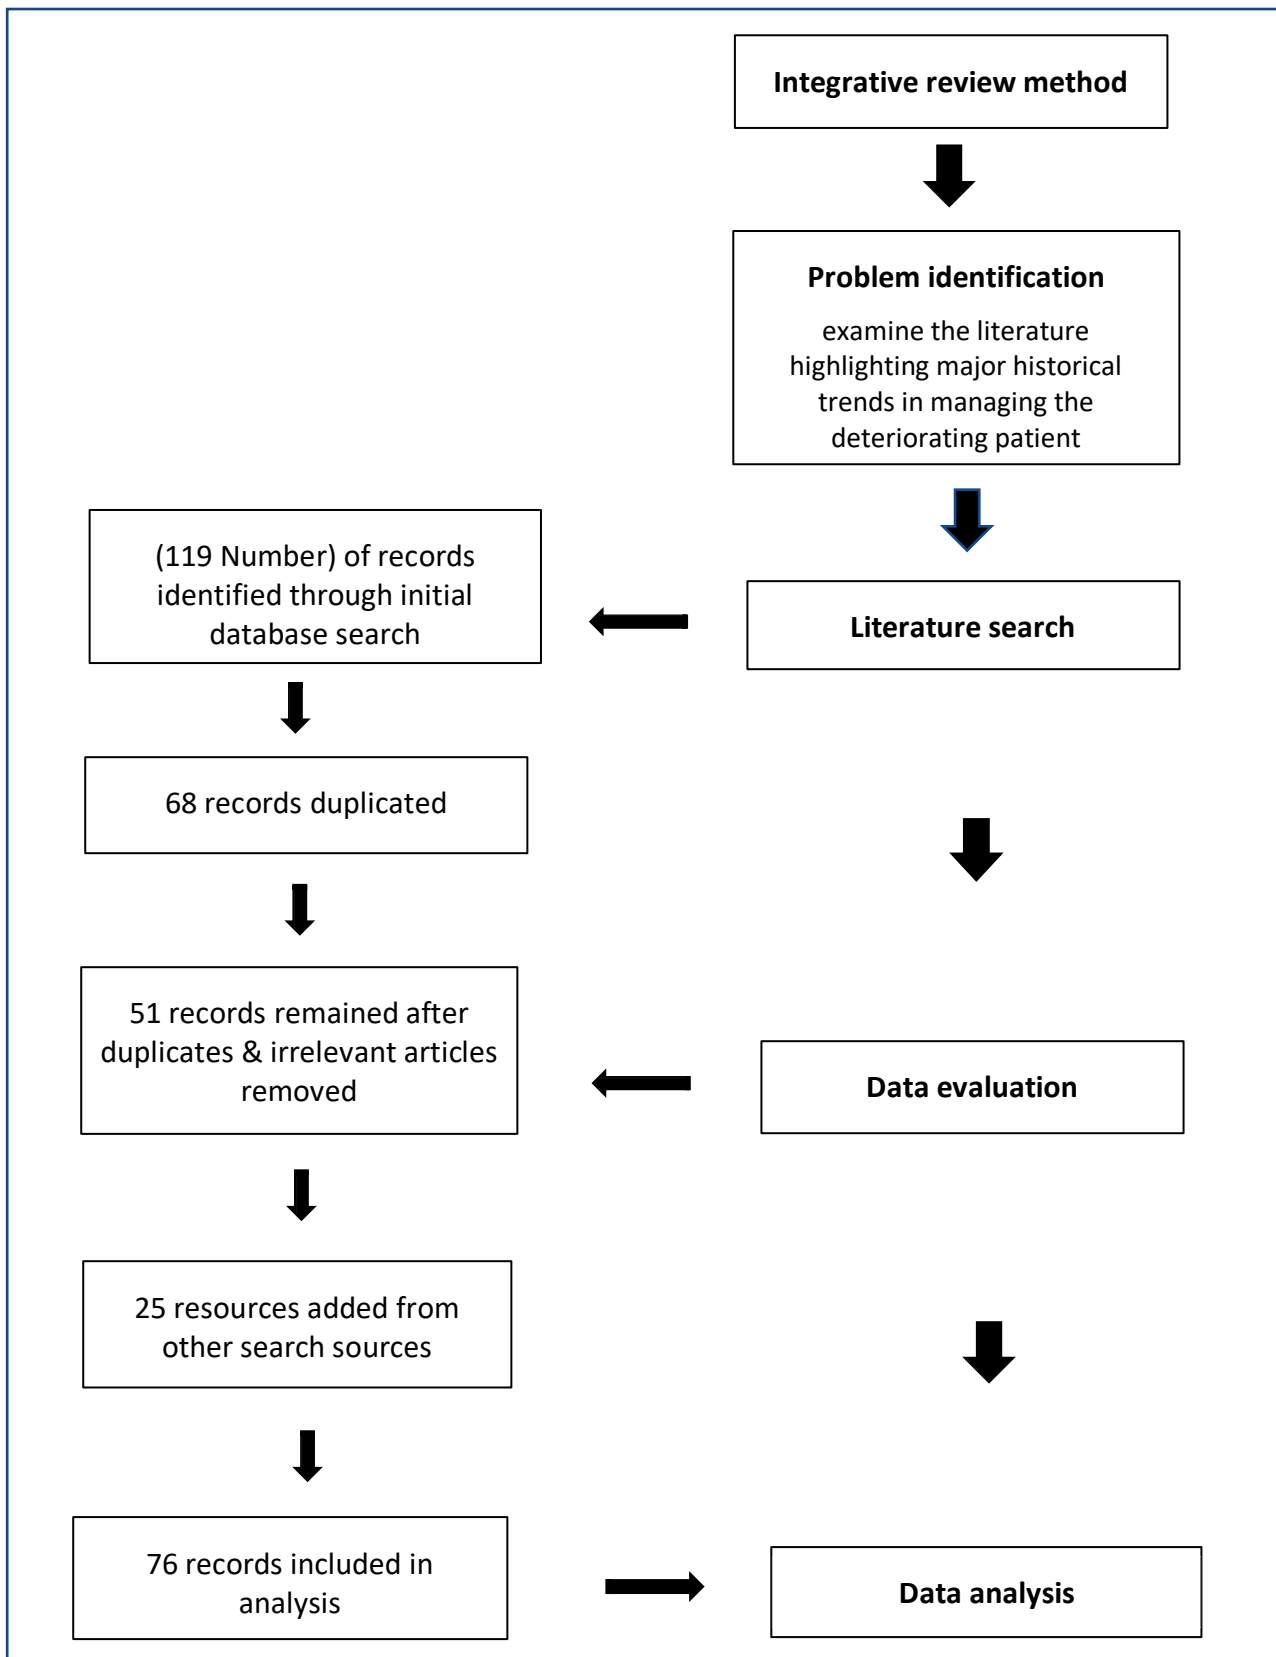 Integrative review method
Problem identification
examine the literature
highlighting major historical
trends in managing the
deteriorating patient
(119 Number) of records
identified through initial
database search
Literature search
68 records duplicated
51 records remained after
duplicates & irrelevant articles
removed
Data evaluation
25 resources added from
other search sources
76 records included in
analysis
Data analysis